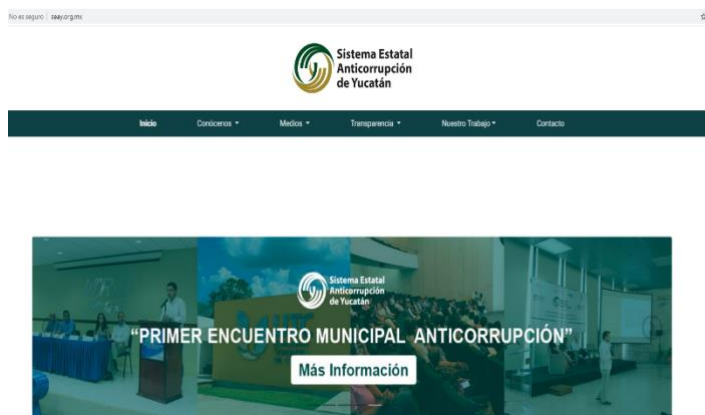 No es seguro | seay.org.mx
Sistema Estatal
Anticorrupción
de Yucatán
Inicio Conócenos Medios Transparencia Nuestro Trabajo Contacto
Sistema Estatal
Anticorrupción
de Yucatán
“PRIMER ENCUENTRO MUNICIPAL ANTICORRUPCIÓN”
Más Información